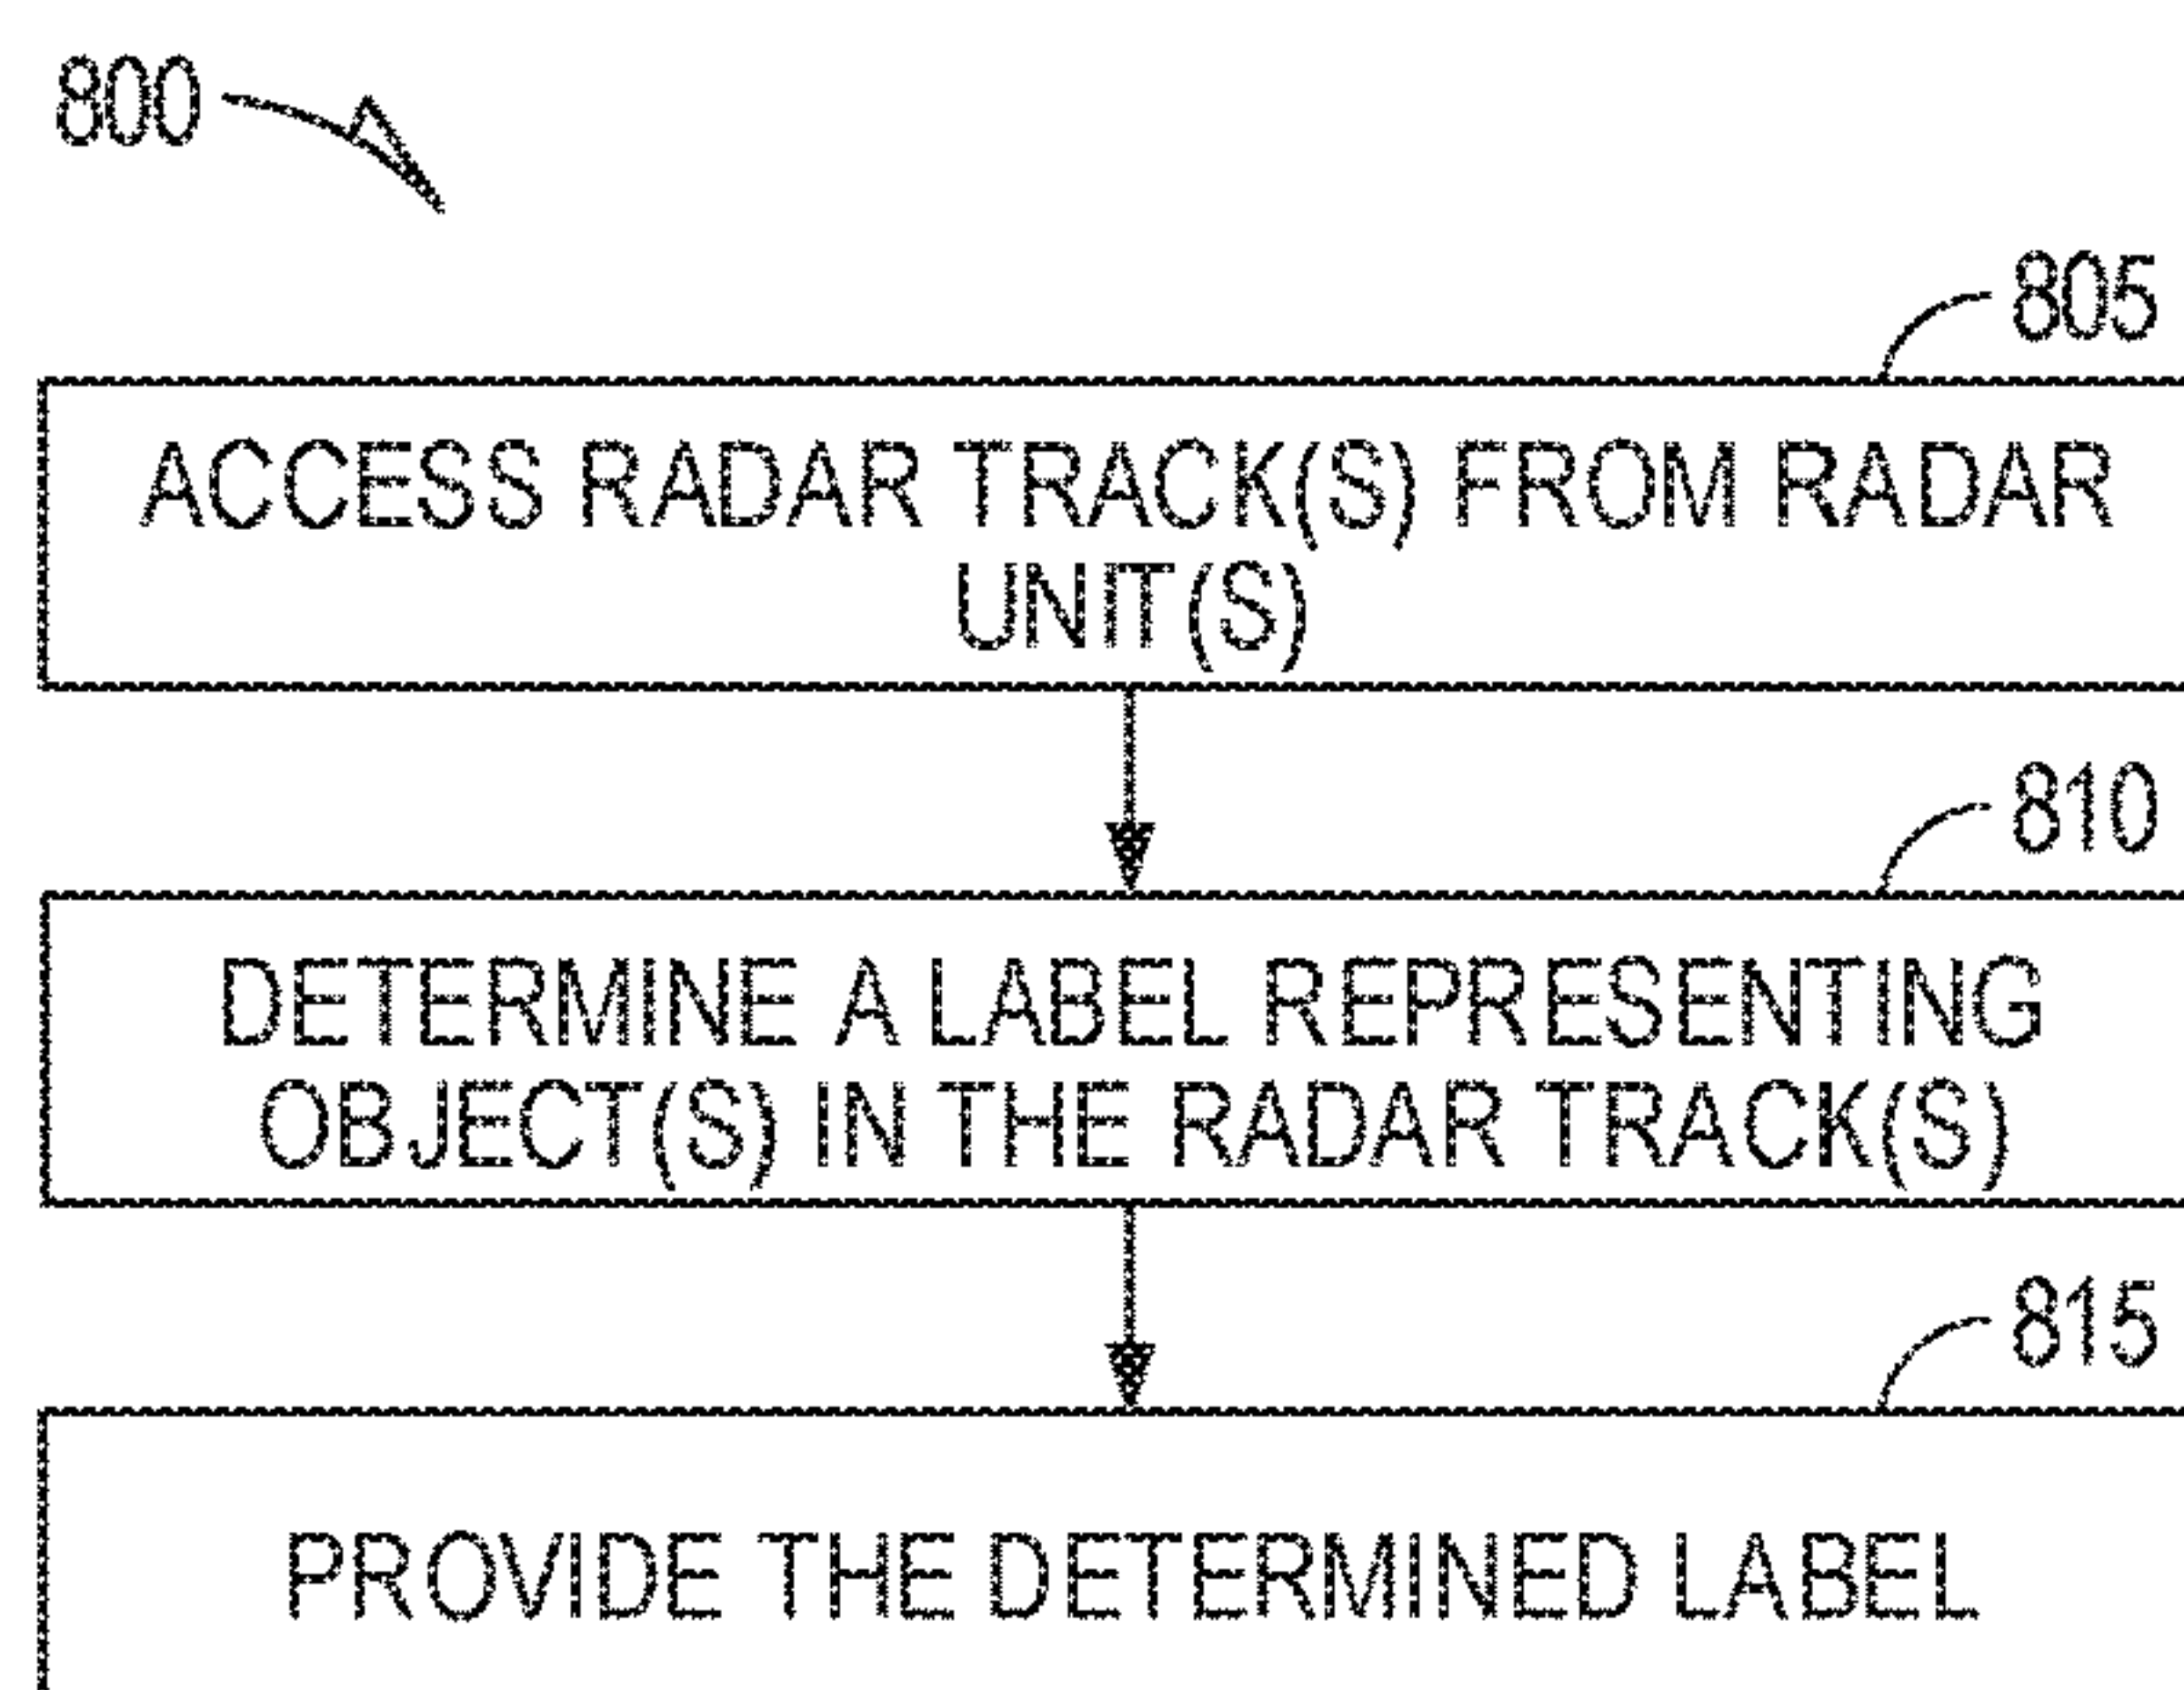 800
805
ACCESS RADAR TRACK(S) FROM RADAR
UNIT(S)
810
DETERMINE A LABEL REPRESENTING
OBJECT(S) IN THE RADAR TRACK(S)
815
PROVIDE THE DETERMINED LABEL